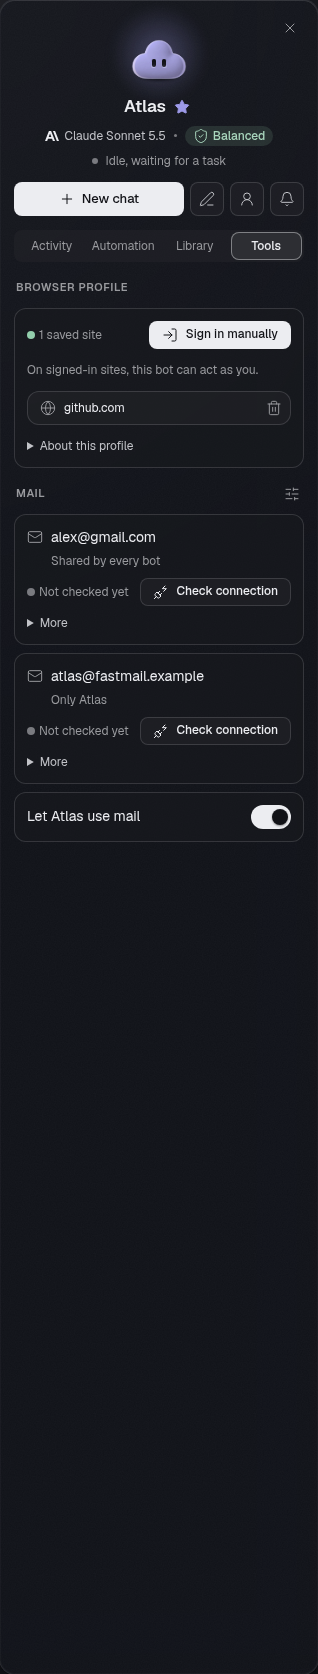 Atlas
Claude Sonnet 5.5 • Balanced
Idle, waiting for a task
New chat
Activity Automation Library Tools
BROWSER PROFILE
1 saved site Sign in manually
On signed-in sites, this bot can act as you.
github.com
About this profile
MAIL
alex@gmail.com
Shared by every bot
Not checked yet Check connection
More
atlas@fastmail.example
Only Atlas
Not checked yet Check connection
More
Let Atlas use mail